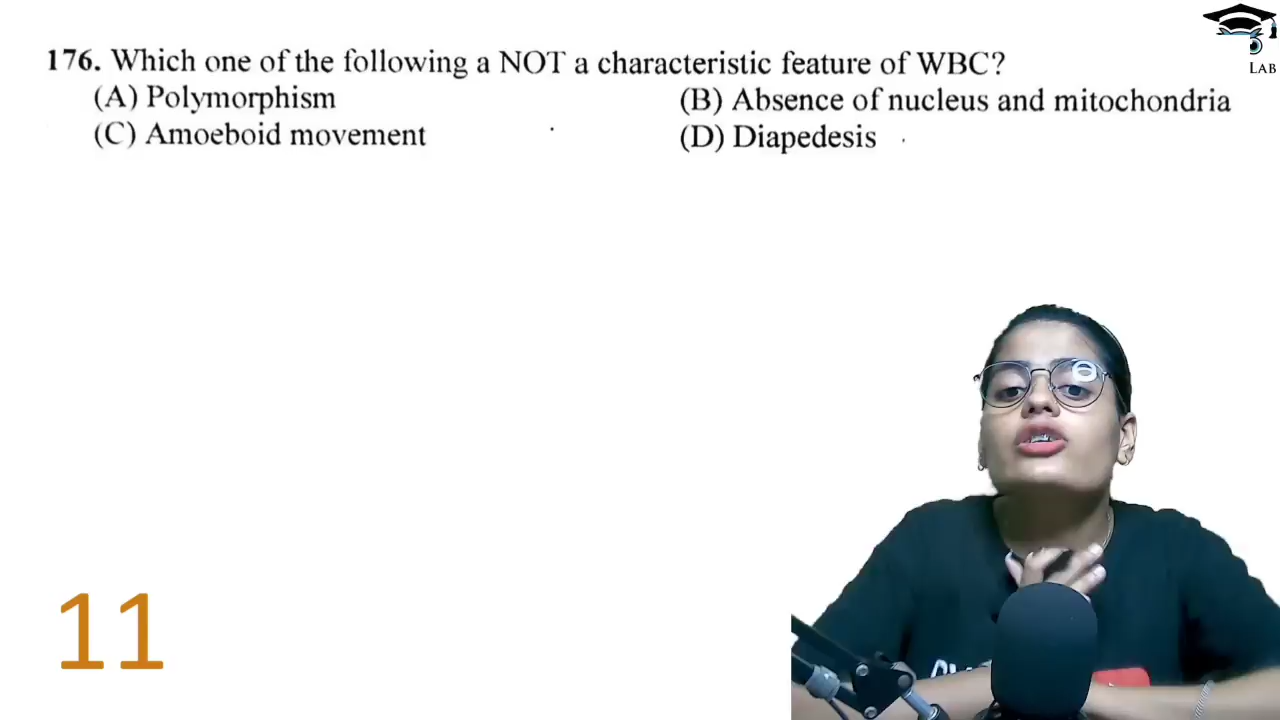 LAB
176. Which one of the following a NOT a characteristic feature of WBC?
(A) Polymorphism (B) Absence of nucleus and mitochondria
(C) Amoeboid movement (D) Diapedesis
11